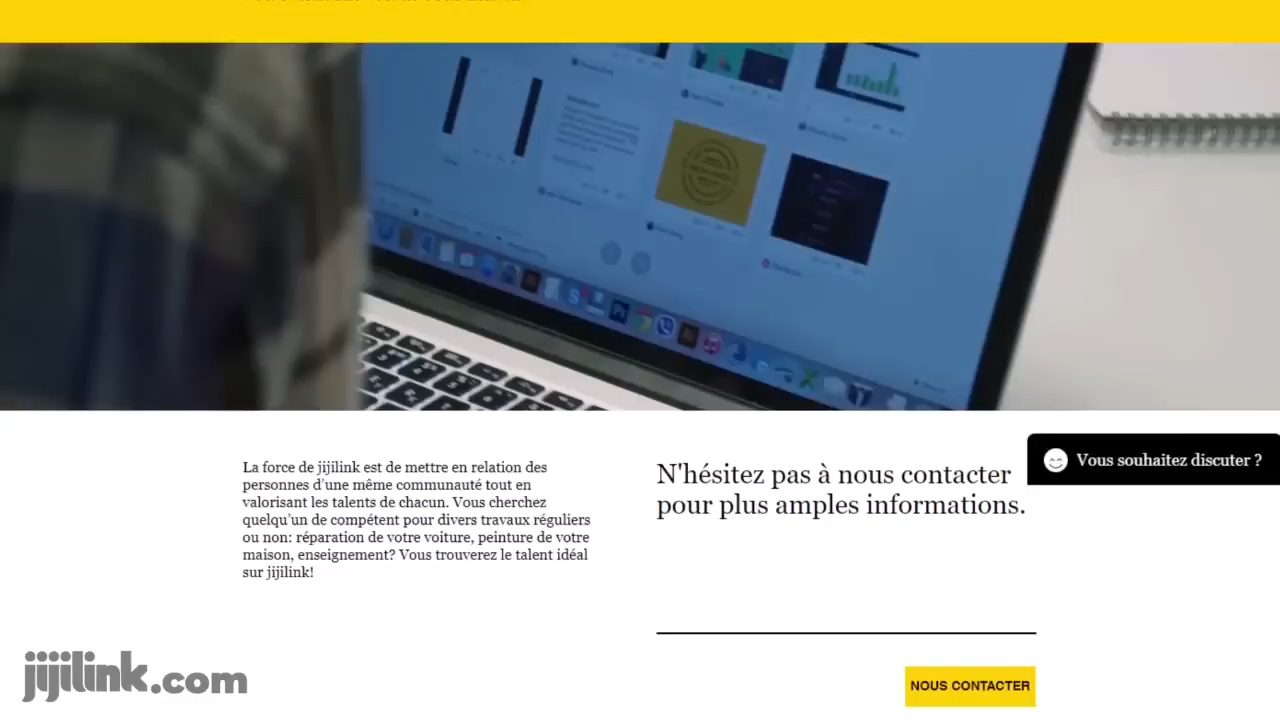 La force de jijilink est de mettre en relation des
personnes d'une même communauté tout en
valorisant les talents de chacun. Vous cherchez
quelqu'un de compétent pour divers travaux réguliers
ou non: réparation de votre voiture, peinture de votre
maison, enseignement? Vous trouverez le talent idéal
sur jijilink!
N'hésitez pas à nous contacter
pour plus amples informations.
Vous souhaitez discuter ?
NOUS CONTACTER
jijilink.com